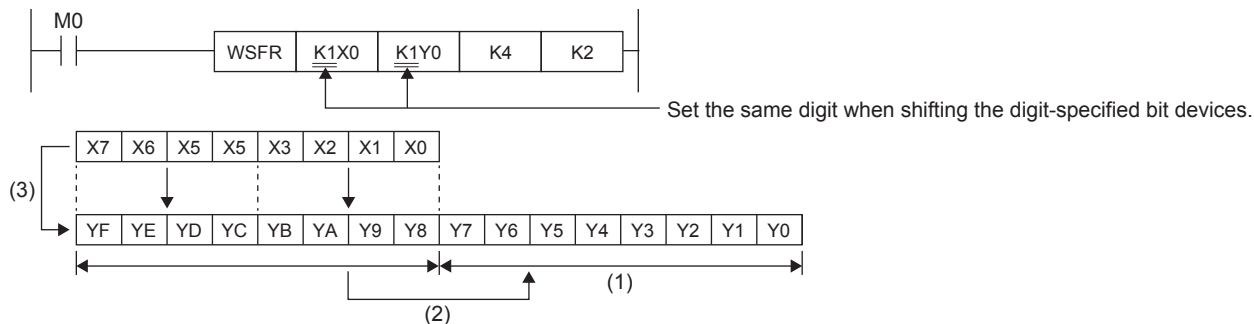 M0
WSFR K1X0 K1Y0 K4 K2
Set the same digit when shifting the digit-specified bit devices.
X7 X6 X5 X5 X3 X2 X1 X0
(3)
YF YE YD YC YB YA Y9 Y8 Y7 Y6 Y5 Y4 Y3 Y2 Y1 Y0
(1)
(2)